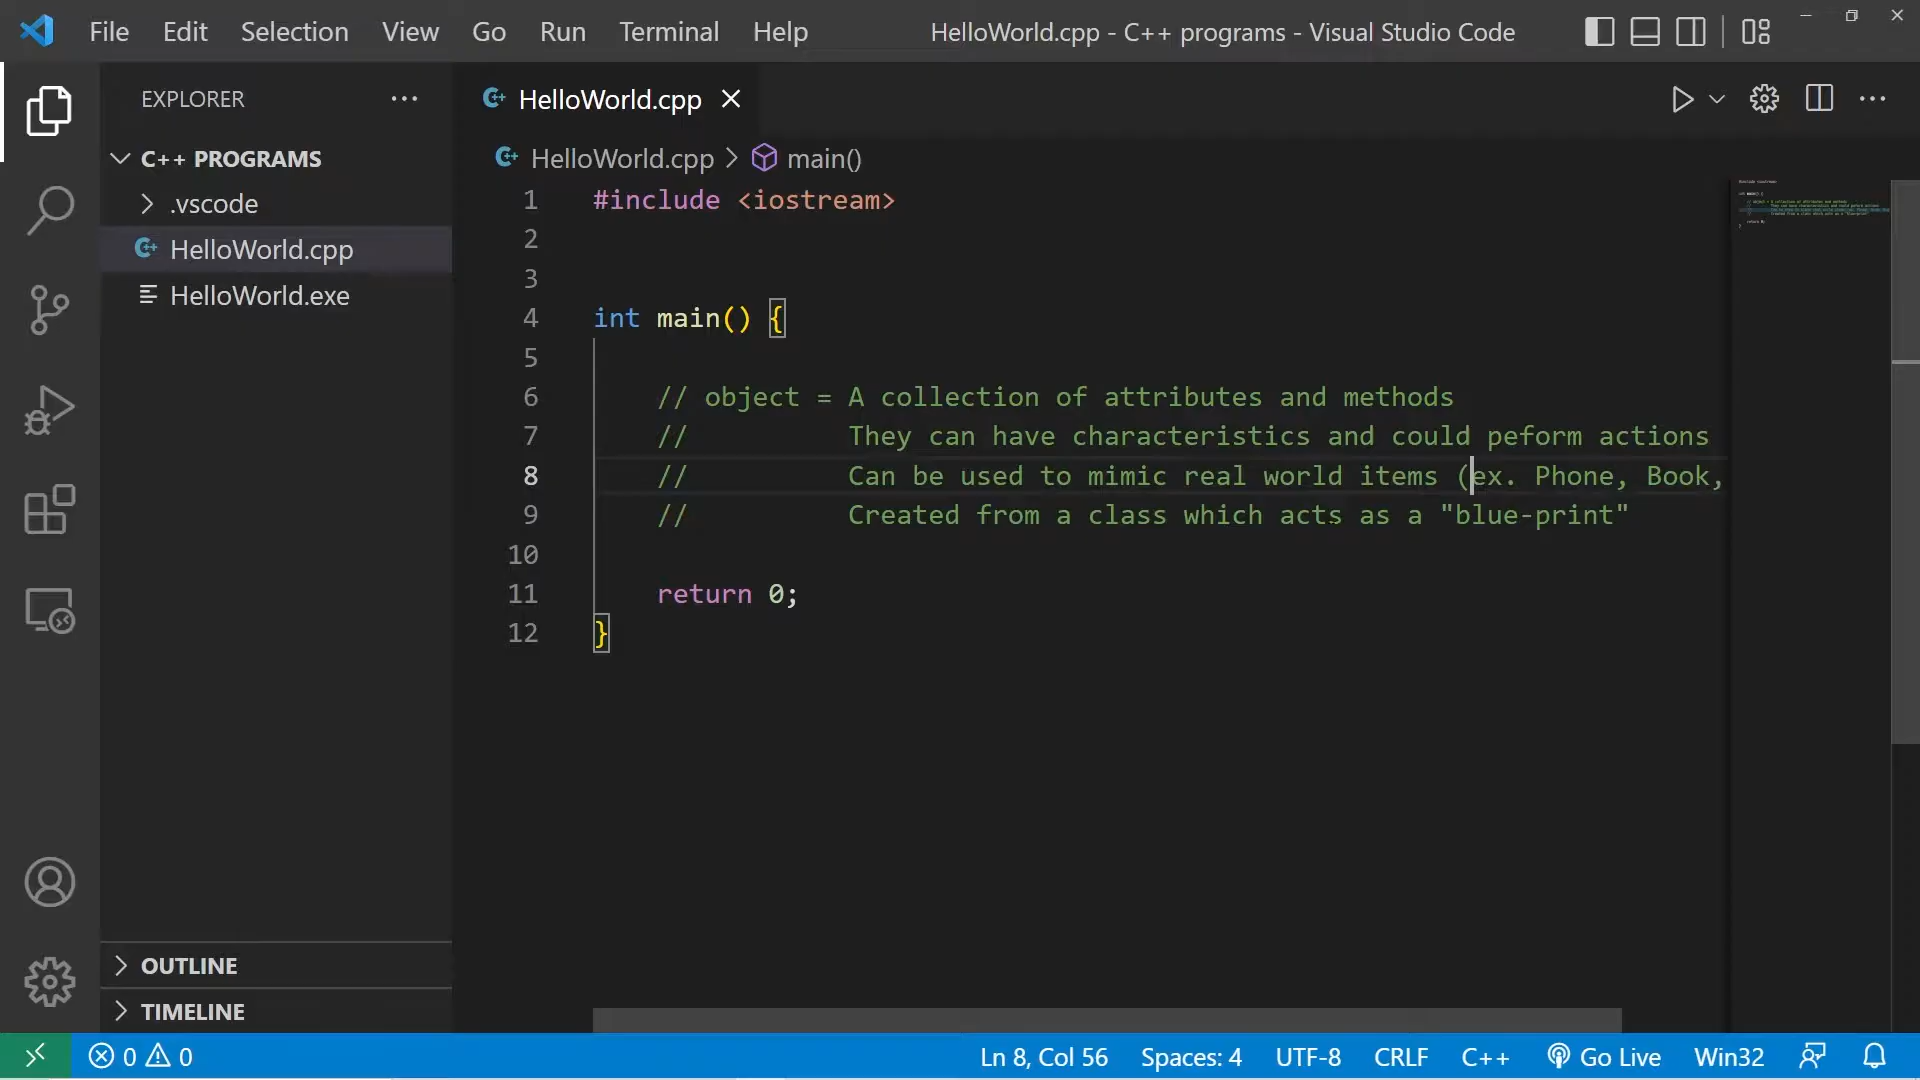 File Edit Selection View Go Run Terminal Help HelloWorld.cpp - C++ programs - Visual Studio Code
EXPLORER
C++ PROGRAMS
.vscode
HelloWorld.cpp
HelloWorld.exe
OUTLINE
TIMELINE
HelloWorld.cpp
HelloWorld.cpp > main()
1 #include <iostream>
2
3
4 int main() {
5
6 // object = A collection of attributes and methods
7 // They can have characteristics and could peform actions
8 // Can be used to mimic real world items (ex. Phone, Book,
9 // Created from a class which acts as a "blue-print"
10
11 return 0;
12 }
0 0 Ln 8, Col 56 Spaces: 4 UTF-8 CRLF C++ Go Live Win32